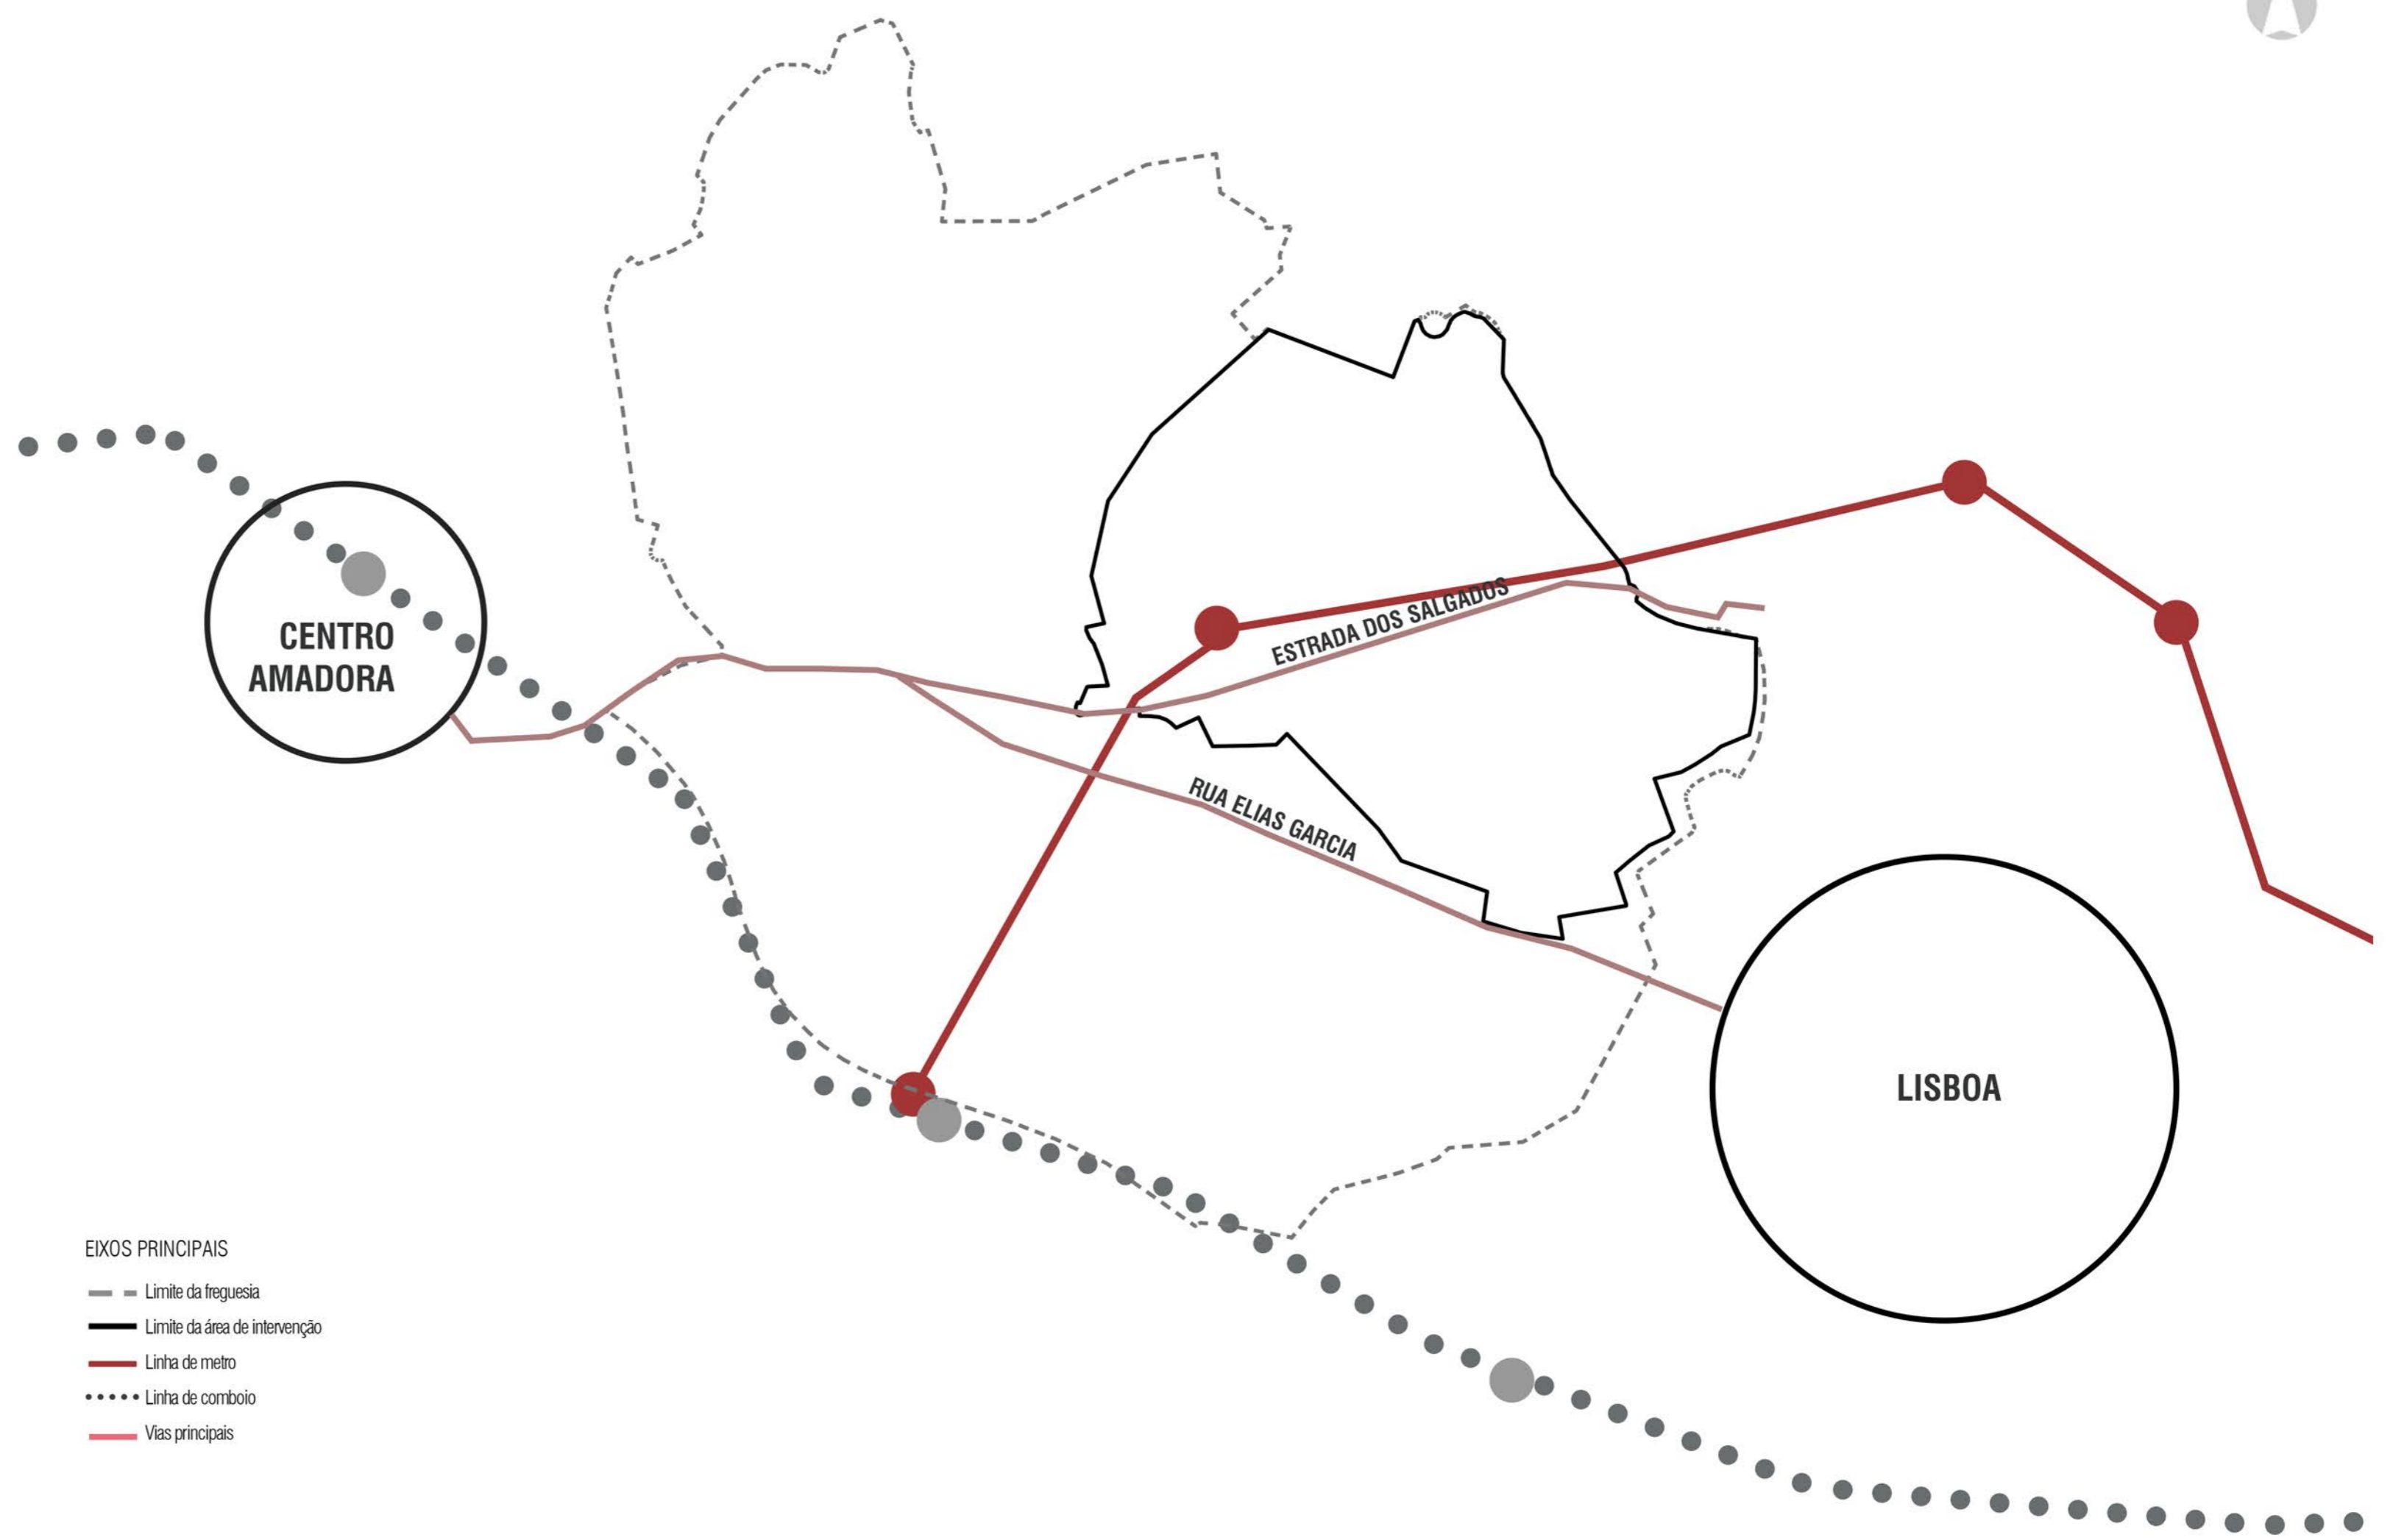 ESTRADA DOS SALGADOS
CENTRO
AMADORA
RUA ELIAS GARCIA
LISBOA
EIXOS PRINCIPAIS
Limite da freguesia
Limite da área de intervenção
Linha de metro
Linha de comboio
Vias principais